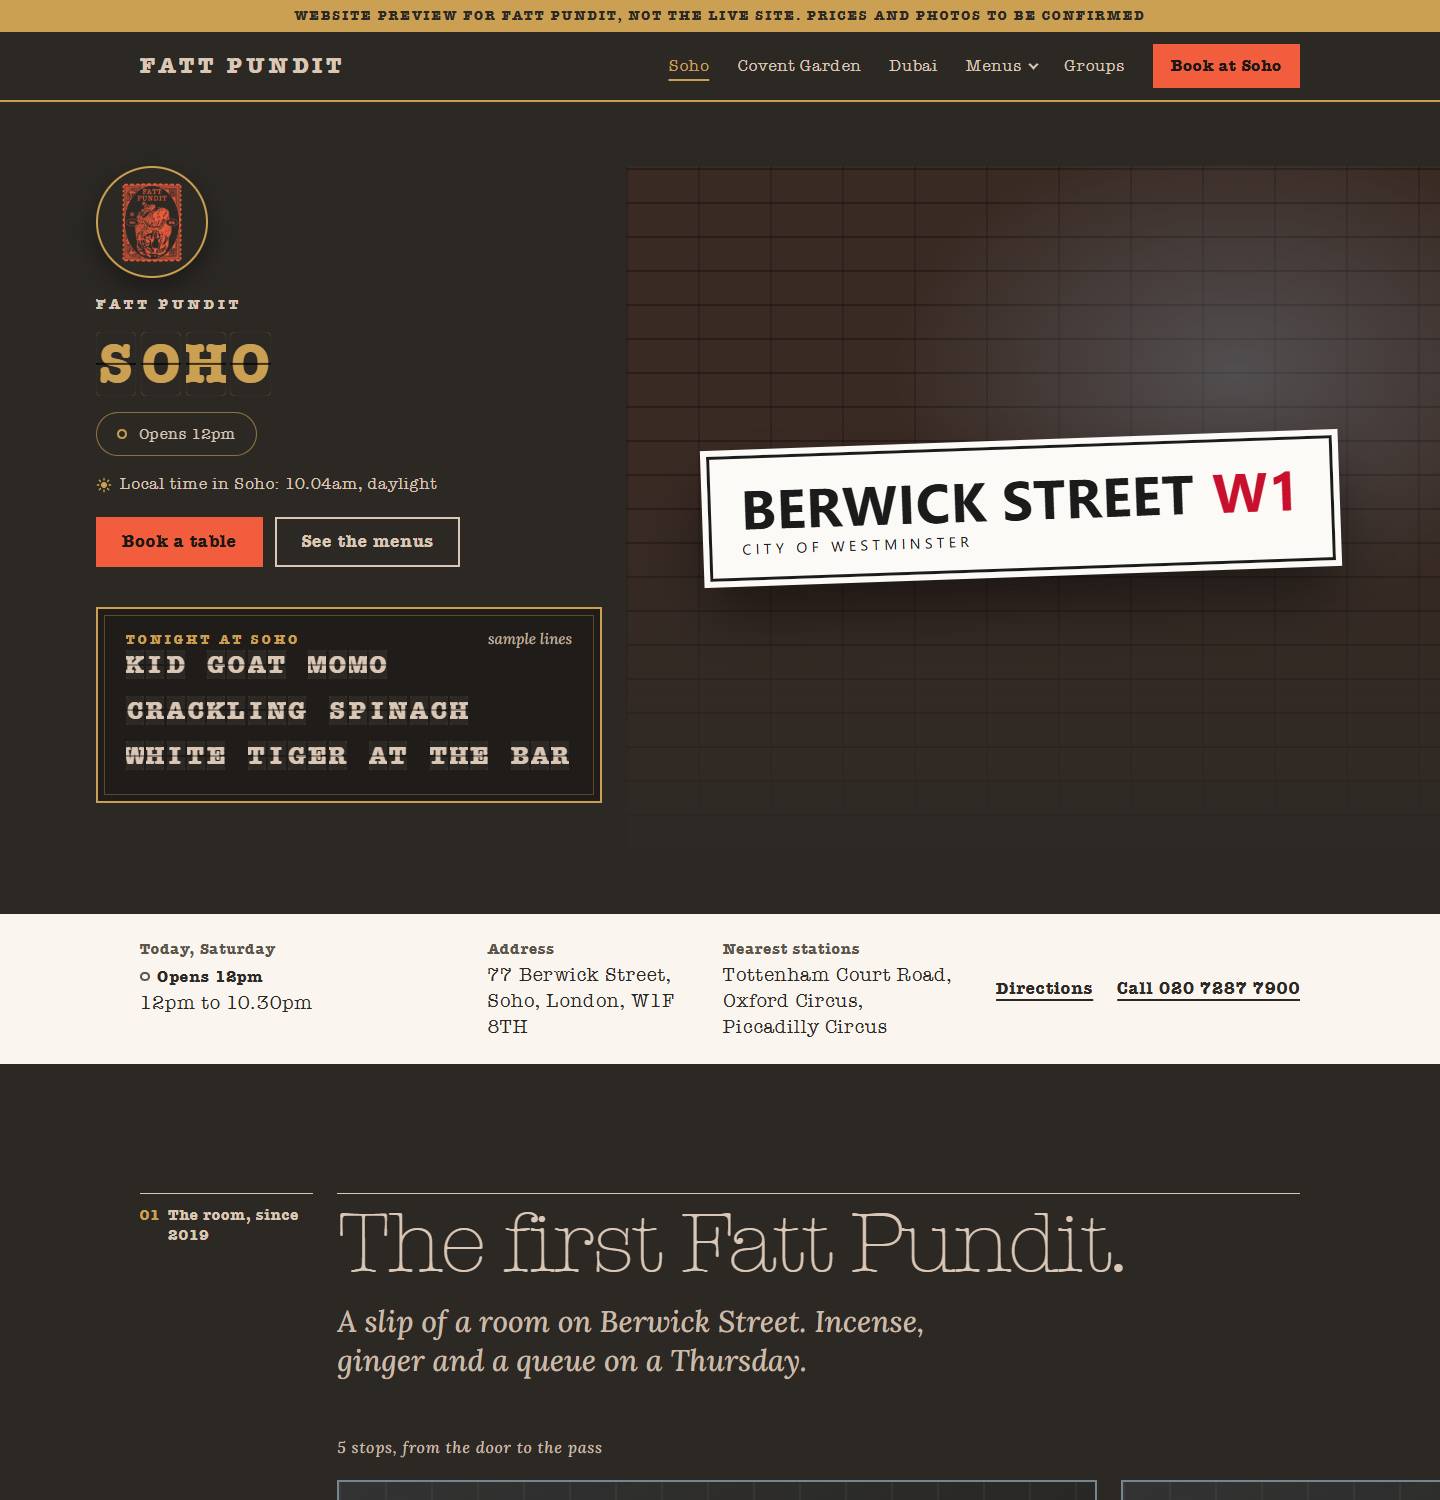 WEBSITE PREVIEW FOR FATT PUNDIT, NOT THE LIVE SITE. PRICES AND PHOTOS TO BE CONFIRMED
FATT PUNDIT
Soho
Covent Garden
Dubai
Menus
Groups
Book at Soho
FATT
PUNDIT
FATT PUNDIT
SOHO
Opens 12pm
Local time in Soho: 10.04am, daylight
Book a table
See the menus
TONIGHT AT SOHO
sample lines
KID GOAT MOMO
CRACKLING SPINACH
WHITE TIGER AT THE BAR
BERWICK STREET W1
CITY OF WESTMINSTER
Today, Saturday
Opens 12pm
12pm to 10.30pm
Address
77 Berwick Street,
Soho, London, W1F
8TH
Nearest stations
Tottenham Court Road,
Oxford Circus,
Piccadilly Circus
Directions
Call 020 7287 7900
01 The room, since
2019
The first Fatt Pundit.
A slip of a room on Berwick Street. Incense,
ginger and a queue on a Thursday.
5 stops, from the door to the pass